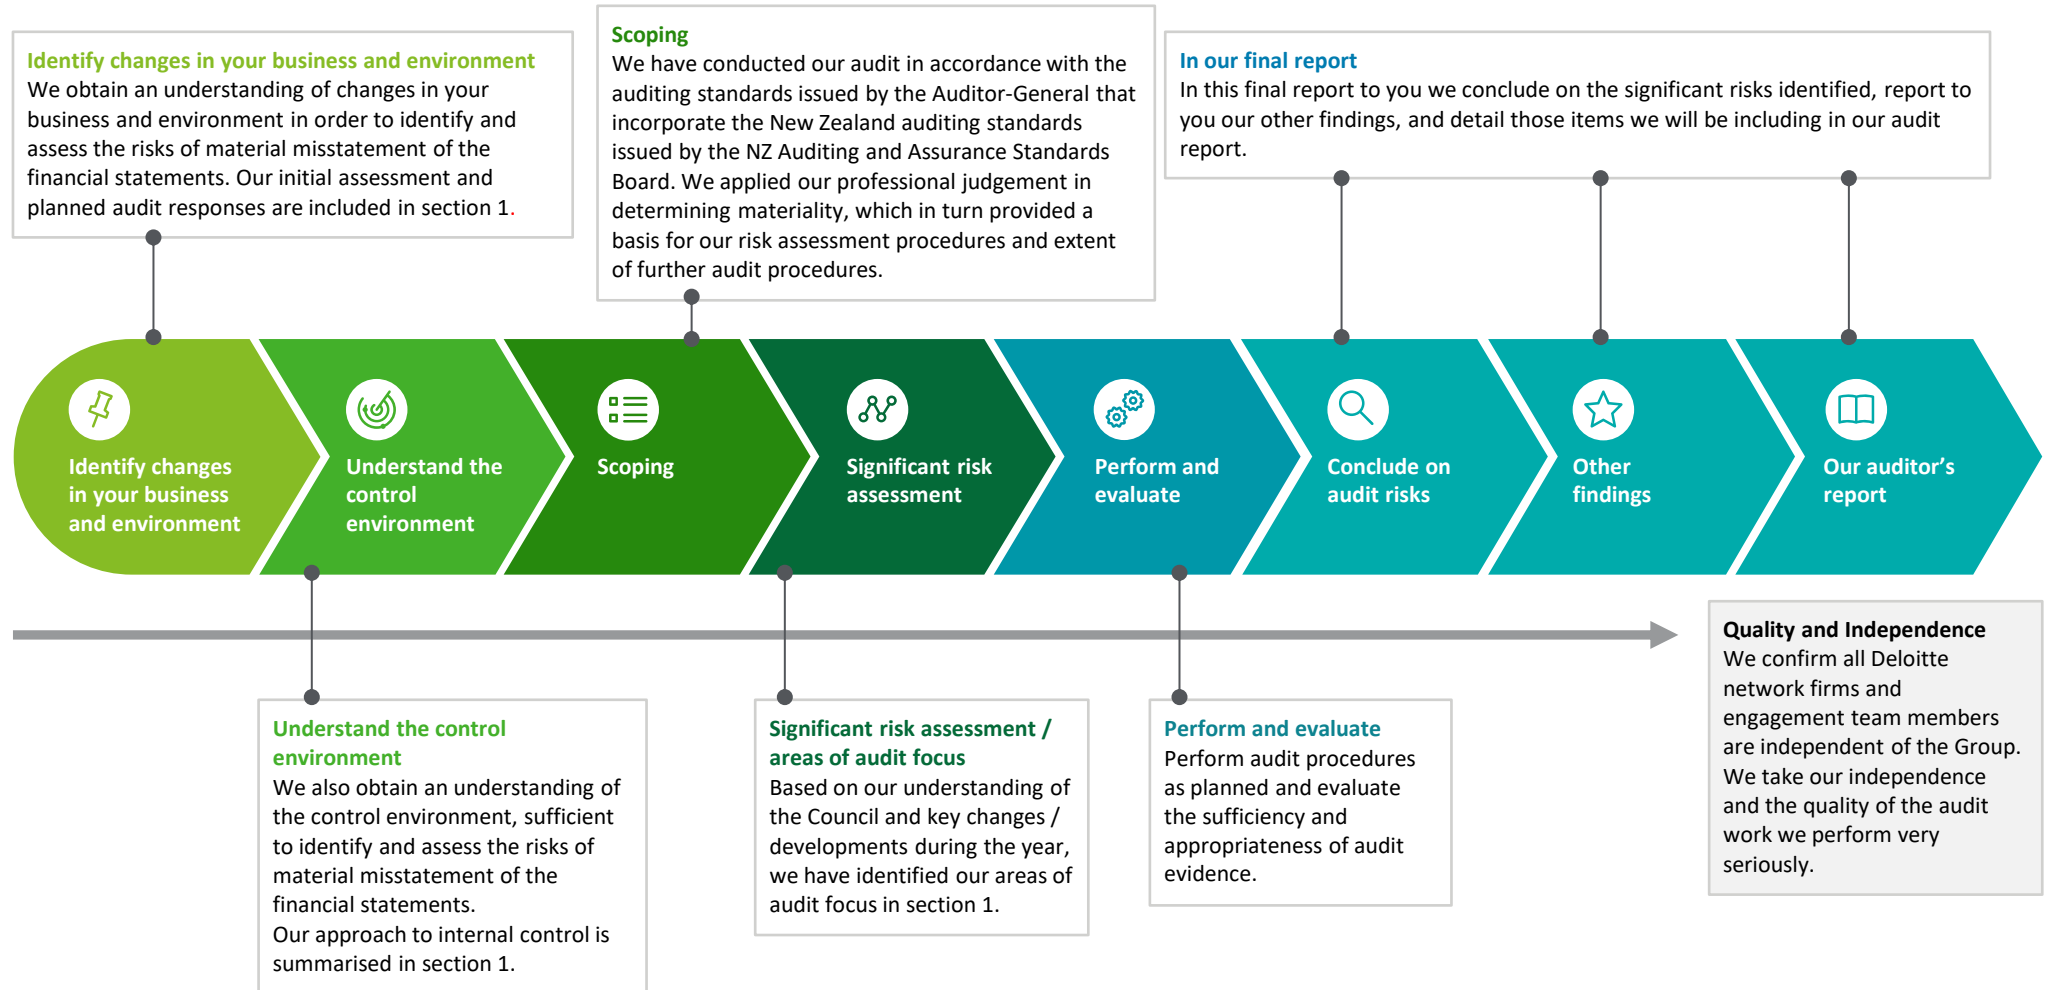 Identify changes in your business and environment
We obtain an understanding of changes in your
business and environment in order to identify and
assess the risks of material misstatement of the
financial statements. Our initial assessment and
planned audit responses are included in section 1.
Scoping
We have conducted our audit in accordance with the
auditing standards issued by the Auditor-General that
incorporate the New Zealand auditing standards
issued by the NZ Auditing and Assurance Standards
Board. We applied our professional judgement in
determining materiality, which in turn provided a
basis for our risk assessment procedures and extent
of further audit procedures.
In our final report
In this final report to you we conclude on the significant risks identified, report to
you our other findings, and detail those items we will be including in our audit
report.
Identify changes
in your business
and environment
Understand the
control
environment
Scoping
Significant risk
assessment
Perform and
evaluate
Conclude on
audit risks
Other
findings
Our auditor's
report
Understand the control
environment
We also obtain an understanding of
the control environment, sufficient
to identify and assess the risks of
material misstatement of the
financial statements.
Our approach to internal control is
summarised in section 1.
Significant risk assessment /
areas of audit focus
Based on our understanding of
the Council and key changes /
developments during the year,
we have identified our areas of
audit focus in section 1.
Perform and evaluate
Perform audit procedures
as planned and evaluate
the sufficiency and
appropriateness of audit
evidence.
Quality and Independence
We confirm all Deloitte
network firms and
engagement team members
are independent of the Group.
We take our independence
and the quality of the audit
work we perform very
seriously.